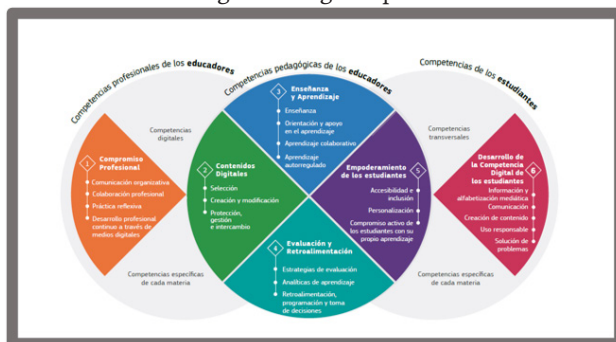 Competencias profesionales de los educadores
Competencias pedagógicas de los educadores
Competencias de los estudiantes
Competencias
digitales
1
Compromiso
Profesional
Comunicación organizativa
Colaboración profesional
Práctica reflexiva
Desarrollo profesional
continuo a través de
medios digitales
Competencias específicas
de cada materia
2
Contenidos
Digitales
Selección
Creación y modificación
Protección,
gestión
e intercambio
3
Enseñanza
y Aprendizaje
Enseñanza
Orientación y apoyo
en el aprendizaje
Aprendizaje colaborativo
Aprendizaje
autorregulado
4
Evaluación y
Retroalimentación
Estrategias de evaluación
Analíticas de aprendizaje
Retroalimentación,
programación y toma
de decisiones
5
Empoderamiento
de los estudiantes
Accesibilidad e
inclusión
Personalización
Compromiso activo de
los estudiantes con su
propio aprendizaje
Competencias
transversales
6
Desarrollo de
la Competencia
Digital de
los estudiantes
Información y
alfabetización mediática
Comunicación
Creación de contenido
Uso responsable
Solución de
problemas
Competencias específicas
de cada materia